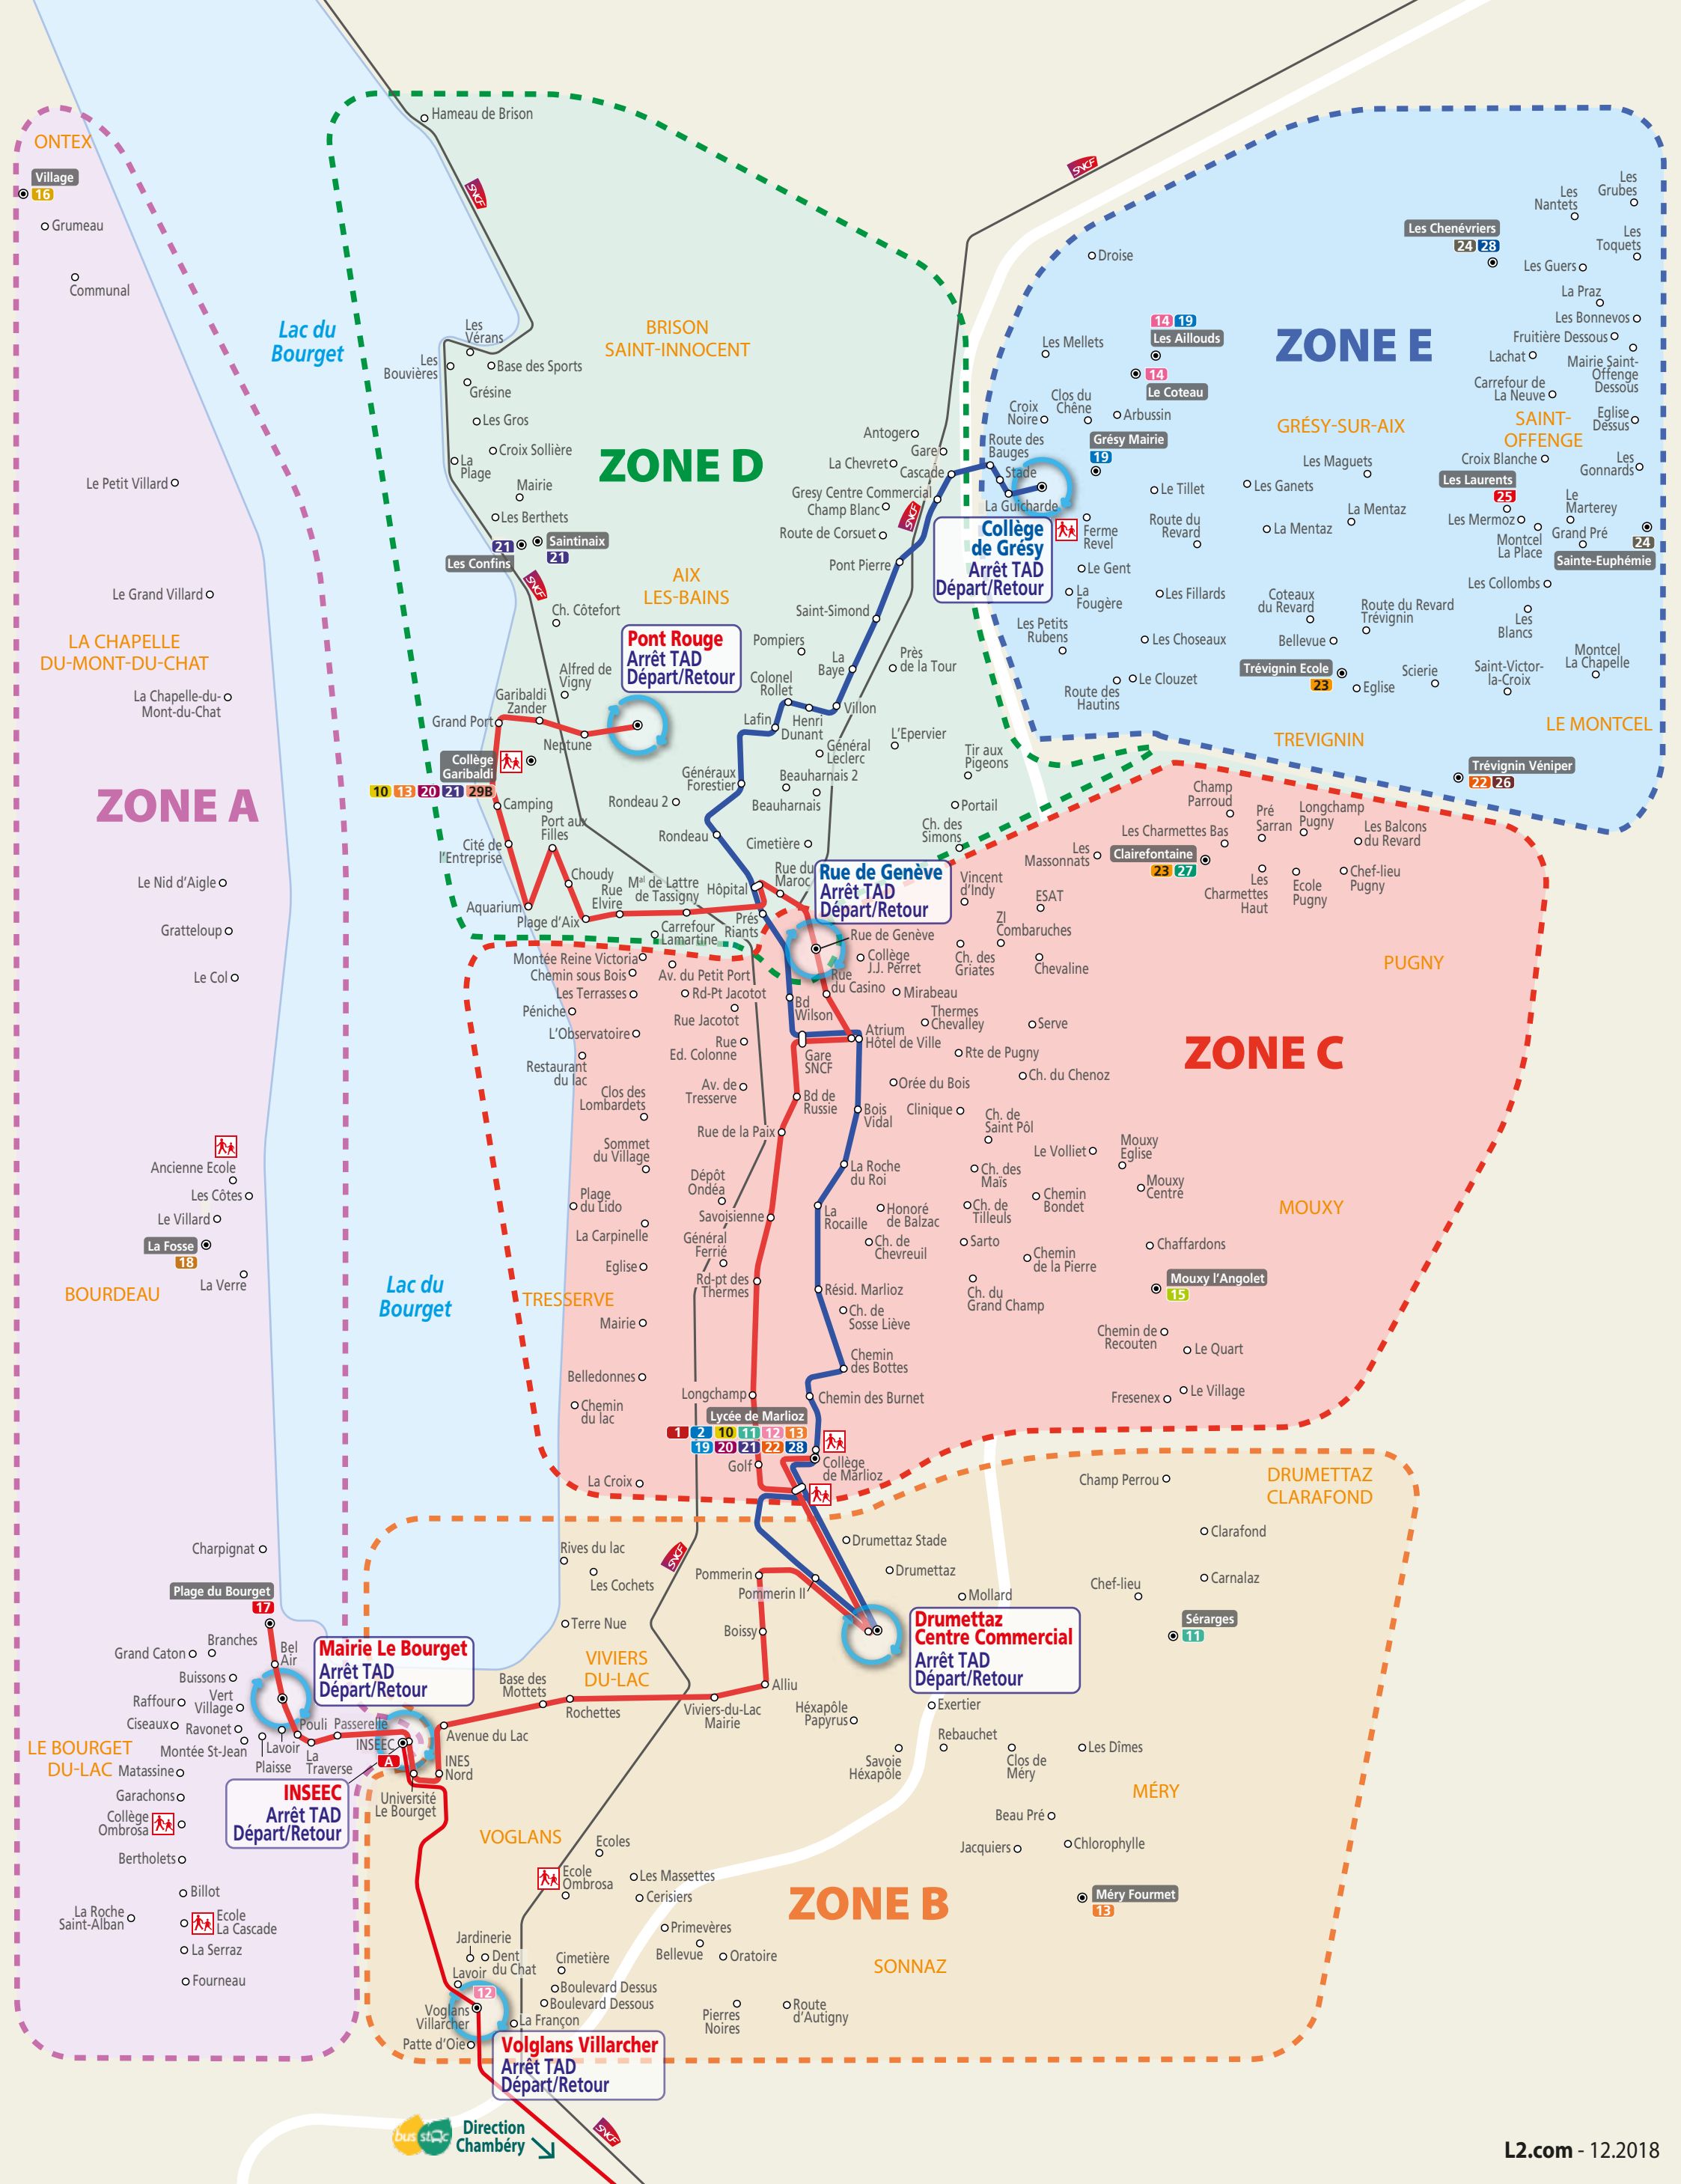 Hameau de Brison
ONTEX
Village
16
Grumeau
Communal
Le Petit Villard
Le Grand Villard
LA CHAPELLE
DU-MONT-DU-CHAT
La Chapelle-du-
Mont-du-Chat
ZONE A
Le Nid d'Aigle
Gratteloup
Le Col
Ancienne Ecole
Les Côtes
Le Villard
La Fosse
18
La Verre
BOURDEAU
Charpignat
Plage du Bourget
17
Grand Caton
Branches
Bel
Air
Buissons
Raffour
Vert
Village
Ciseaux
Ravonet
Montée St-Jean
Lavoir
Plaisse
Pouli
La
Traverse
Passerelle
INSEEC
A
LE BOURGET
DU-LAC
Matassine
Garachons
Collège
Ombrosa
Bertholets
Billot
La Roche
Saint-Alban
Ecole
La Cascade
La Serraz
Fourneau
Mairie Le Bourget
Arrêt TAD
Départ/Retour
INSEEC
Arrêt TAD
Départ/Retour
Lac du
Bourget
Lac du
Bourget
SNCF
SNCF
SNCF
SNCF
SNCF
SNCF
BRISON
SAINT-INNOCENT
Les
Vérans
Les
Bouvières
Base des Sports
Grésine
Les Gros
Croix Sollière
La
Plage
Mairie
Les Berthets
21
Les Confins
Saintinaix
21
ZONE D
AIX
LES-BAINS
Ch. Côtefort
Alfred de
Vigny
Garibaldi
Zander
Grand Port
Neptune
Pont Rouge
Arrêt TAD
Départ/Retour
Collège
Garibaldi
10 13 20 21 29B
Camping
Port aux
Filles
Cité de
l'Entreprise
Choudy
Aquarium
Plage d'Aix
Rue
Elvire
Mal de Lattre
de Tassigny
Carrefour
Lamartine
Hôpital
Prés
Riants
Rue du
Maroc
Antoger
Gare
La Chevret
Cascade
Gresy Centre Commercial
Champ Blanc
Route de Corsuet
Pont Pierre
Saint-Simond
Pompiers
La
Baye
Près
de la Tour
Colonel
Rollet
Lafin
Henri
Dunant
Villon
Général
Leclerc
L'Epervier
Généraux
Forestier
Beauharnais 2
Beauharnais
Rondeau 2
Rondeau
Cimetière
Tir aux
Pigeons
Portail
Ch. des
Simons
Rue de Genève
Arrêt TAD
Départ/Retour
Rue de Genève
Droise
Les Mellets
14 19
Les Aillouds
14
Le Coteau
Clos du
Chêne
Croix
Noire
Arbussin
Route des
Bauges
Stade
La Guicharde
Grésy Mairie
19
Collège
de Grésy
Arrêt TAD
Départ/Retour
Ferme
Revel
Le Tillet
Route du
Revard
Le Gent
La
Fougère
Les Petits
Rubens
Les Fillards
Les Choseaux
Le Clouzet
Route des
Hautins
ZONE E
GRÉSY-SUR-AIX
Les Maguets
Les Ganets
La Mentaz
La Mentaz
Coteaux
du Revard
Bellevue
Route du Revard
Trévignin
Trévignin Ecole
23
Eglise
Scierie
TREVIGNIN
Les Chenévriers
24 28
Les
Nantets
Les
Grubes
Les
Toquets
Les Guers
La Praz
Les Bonnevos
Fruitière Dessous
Lachat
Mairie Saint-
Offenge
Dessous
Carrefour de
La Neuve
SAINT-
OFFENGE
Eglise
Dessus
Croix Blanche
Les
Gonnards
Les Laurents
25
Les Mermoz
Le
Marterey
Montcel
La Place
Grand Pré
24
Sainte-Euphémie
Les Collombs
Les
Blancs
Montcel
La Chapelle
Saint-Victor-
la-Croix
LE MONTCEL
Trévignin Véniper
22 26
Champ
Parroud
Les Charmettes Bas
Pré
Sarran
Longchamp
Pugny
Les Balcons
du Revard
Les
Massonnats
Clairefontaine
23 27
Les
Charmettes
Haut
Ecole
Pugny
Chef-lieu
Pugny
Vincent
d'Indy
ESAT
ZI
Combaruches
Ch. des
Griates
Chevaline
PUGNY
Collège
J.J. Perret
Rue
du Casino
Mirabeau
Thermes
Chevalley
Serve
Bd
Wilson
Atrium
Hôtel de Ville
Gare
SNCF
Rte de Pugny
Ch. du Chenoz
Orée du Bois
Clinique
Ch. de
Saint Pôl
ZONE C
Montée Reine Victoria
Chemin sous Bois
Av. du Petit Port
Les Terrasses
Rd-Pt Jacotot
Péniche
Rue Jacotot
L'Observatoire
Rue
Ed. Colonne
Restaurant
du lac
Av. de
Tresserve
Clos des
Lombardets
Bd de
Russie
Bois
Vidal
Rue de la Paix
Sommet
du Village
La Roche
du Roi
Le Volliet
Mouxy
Eglise
Ch. des
Maïs
Mouxy
Centré
Dépôt
Ondéa
Plage
du Lido
Savoisienne
La
Rocaille
Honoré
de Balzac
Ch. de
Tilleuls
Chemin
Bondet
MOUXY
La Carpinelle
Général
Ferrié
Ch. de
Chevreuil
Sarto
Chaffardons
Chemin
de la Pierre
Eglise
Rd-pt des
Thermes
Résid. Marlioz
Ch. du
Grand Champ
Mouxy l'Angolet
15
TRESSERVE
Mairie
Ch. de
Sosse Liève
Chemin de
Recouten
Le Quart
Chemin
des Bottes
Belledonnes
Longchamp
Chemin des Burnet
Fresenex
Le Village
Chemin
du lac
Lycée de Marlioz
1 2 10 11 12 13
19 20 21 22 28
Golf
Collège
de Marlioz
La Croix
Champ Perrou
DRUMETTAZ
CLARAFOND
Clarafond
Drumettaz Stade
Drumettaz
Carnalaz
Chef-lieu
Mollard
Sérarges
11
Rives du lac
Les Cochets
Terre Nue
Pommerin
Pommerin II
Boissy
Drumettaz
Centre Commercial
Arrêt TAD
Départ/Retour
VIVIERS
DU-LAC
Alliu
Base des
Mottets
Rochettes
Viviers-du-Lac
Mairie
Avenue du Lac
INES
Nord
Université
Le Bourget
Héxapôle
Papyrus
Exertier
Rebauchet
Savoie
Héxapôle
Clos de
Méry
Les Dîmes
MÉRY
Beau Pré
Jacquiers
Chlorophylle
Méry Fourmet
13
VOGLANS
Ecoles
Ecole
Ombrosa
Les Massettes
Cerisiers
ZONE B
Primevères
Bellevue
Oratoire
SONNAZ
Jardinerie
Dent
du Chat
Lavoir
Cimetière
Boulevard Dessus
Boulevard Dessous
12
Voglans
Villarcher
La Françon
Patte d'Oie
Pierres
Noires
Route
d'Autigny
Volglans Villarcher
Arrêt TAD
Départ/Retour
bus stac
Direction
Chambéry
L2.com - 12.2018